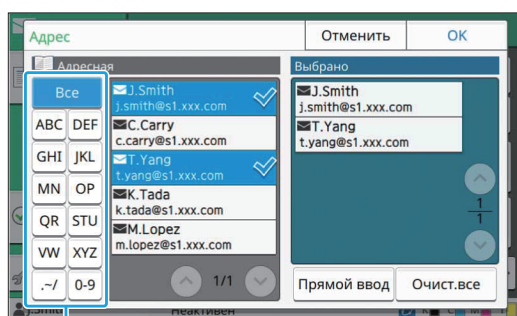 Адрес
Отменить
OK
Адресная
Выбрано
Все
ABC DEF
GHI JKL
MN OP
QR STU
VW XYZ
.~/ 0-9
J.Smith
j.smith@s1.xxx.com
C.Carry
c.carry@s1.xxx.com
T.Yang
t.yang@s1.xxx.com
K.Tada
k.tada@s1.xxx.com
M.Lopez
m.lopez@s1.xxx.com
1/1
J.Smith
j.smith@s1.xxx.com
T.Yang
t.yang@s1.xxx.com
1
1
Прямой ввод
Очист.все
J.Smith
Неактивен